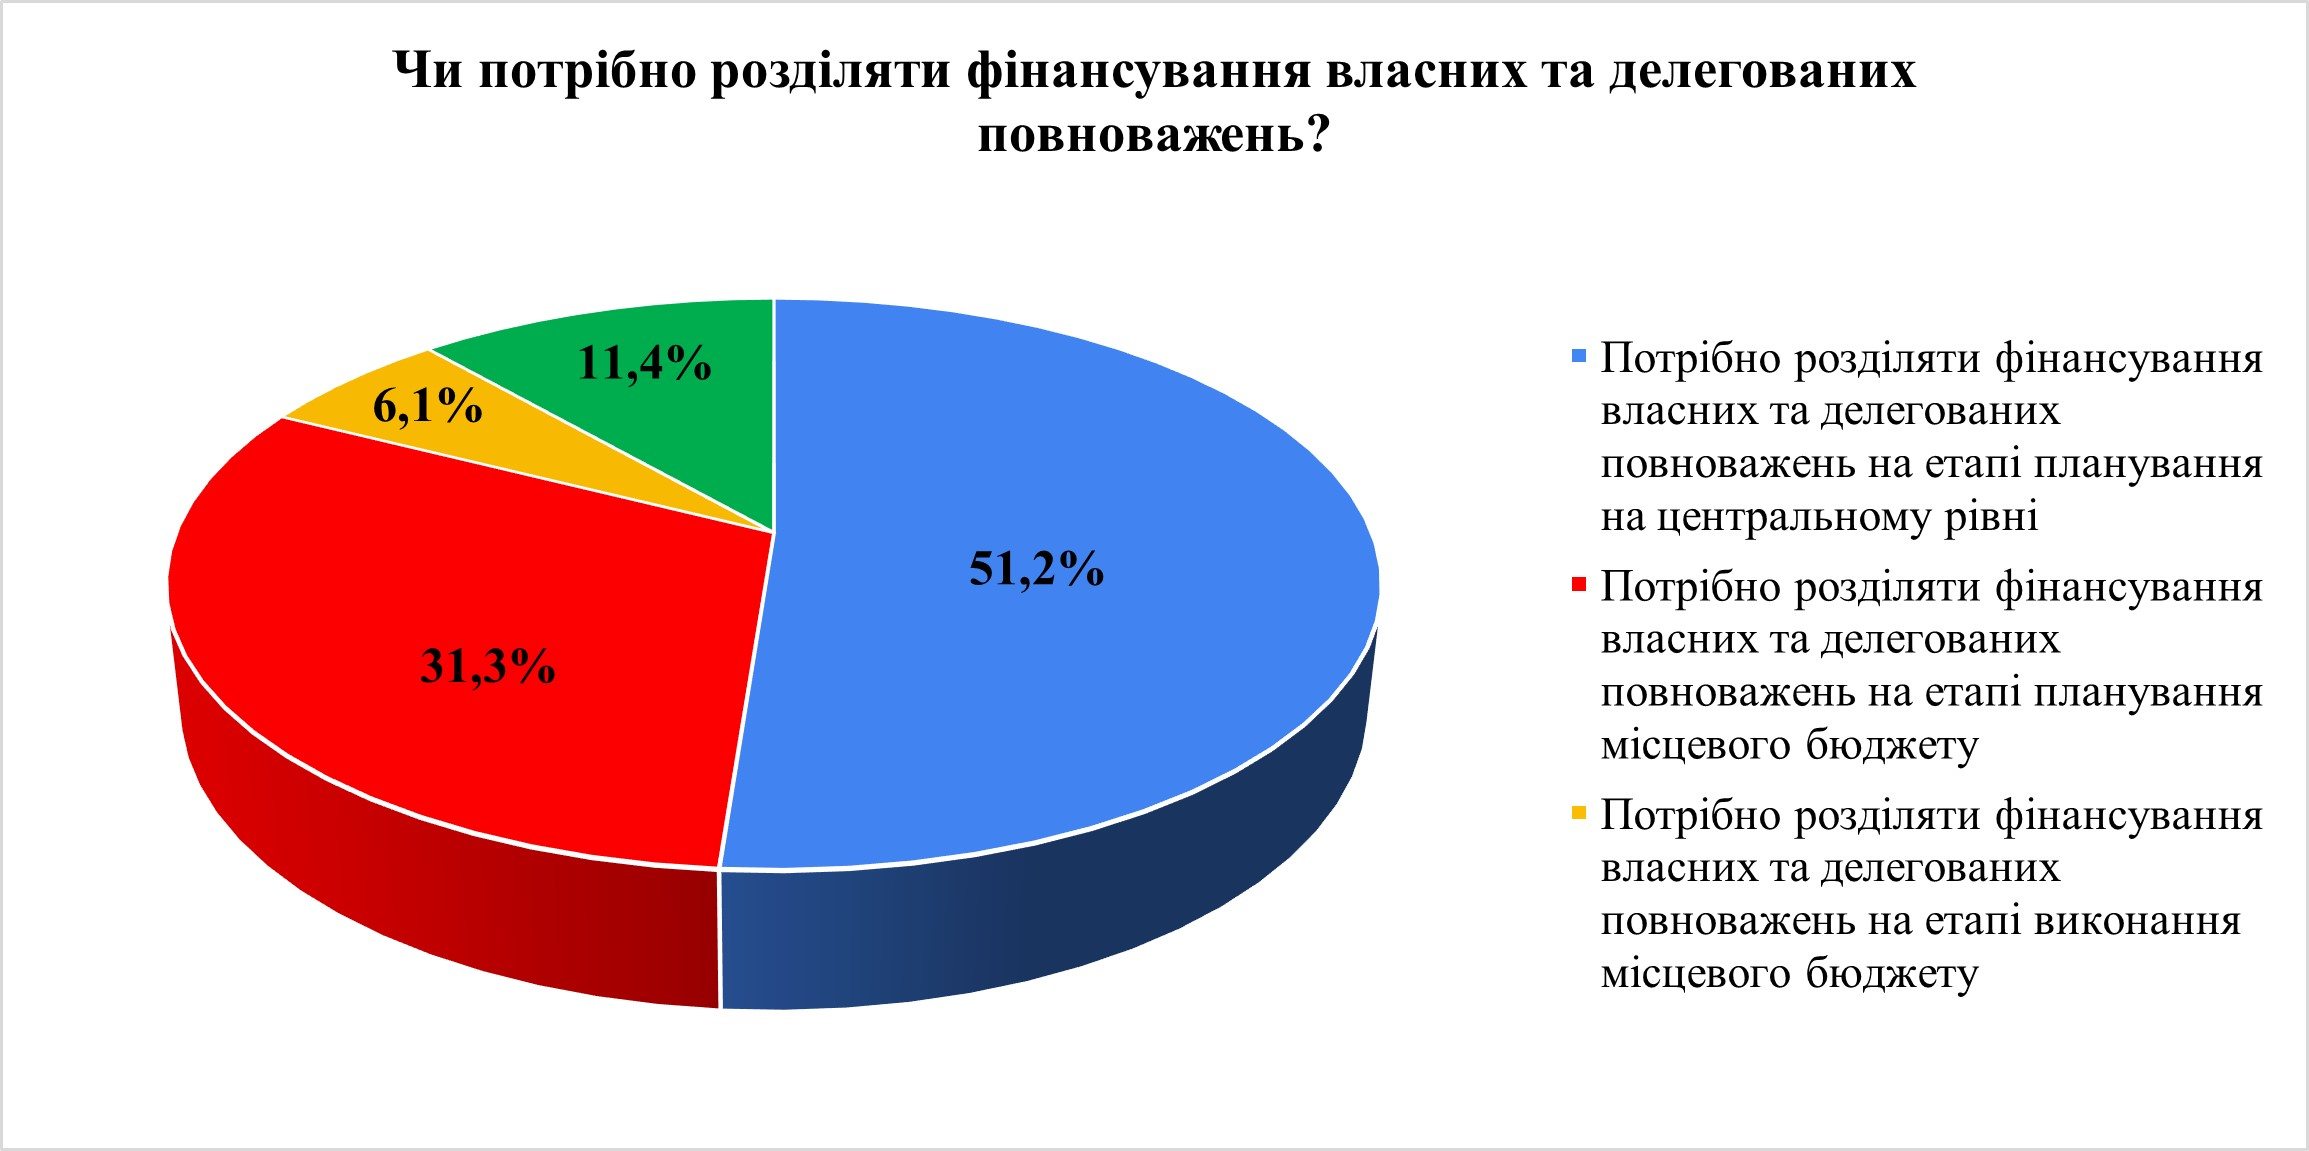 Чи потрібно розділяти фінансування власних та делегованих
повноважень?
11,4%
6,1%
51,2%
31,3%
Потрібно розділяти фінансування
власних та делегованих
повноважень на етапі планування
на центральному рівні
Потрібно розділяти фінансування
власних та делегованих
повноважень на етапі планування
місцевого бюджету
Потрібно розділяти фінансування
власних та делегованих
повноважень на етапі виконання
місцевого бюджету